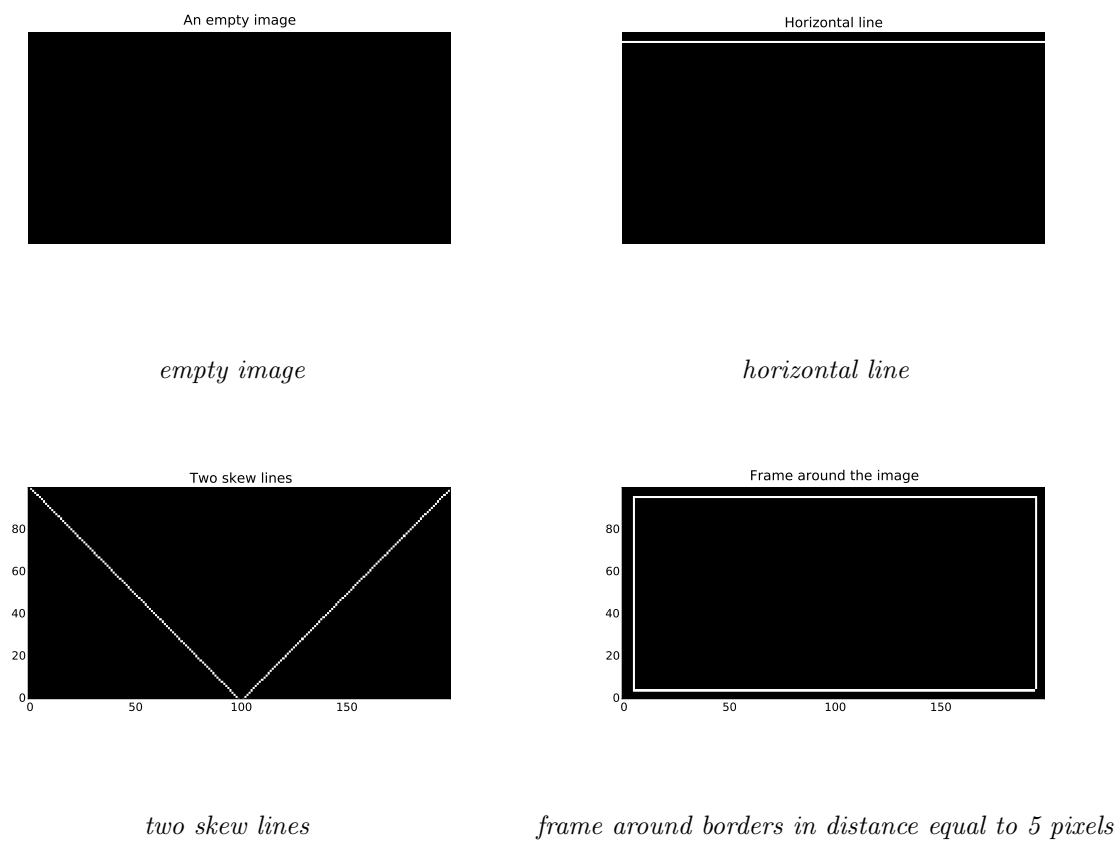 An empty image
Horizontal line
empty image
horizontal line
Two skew lines
80
60
40
20
0
0 50 100 150
Frame around the image
80
60
40
20
0
0 50 100 150
two skew lines
frame around borders in distance equal to 5 pixels